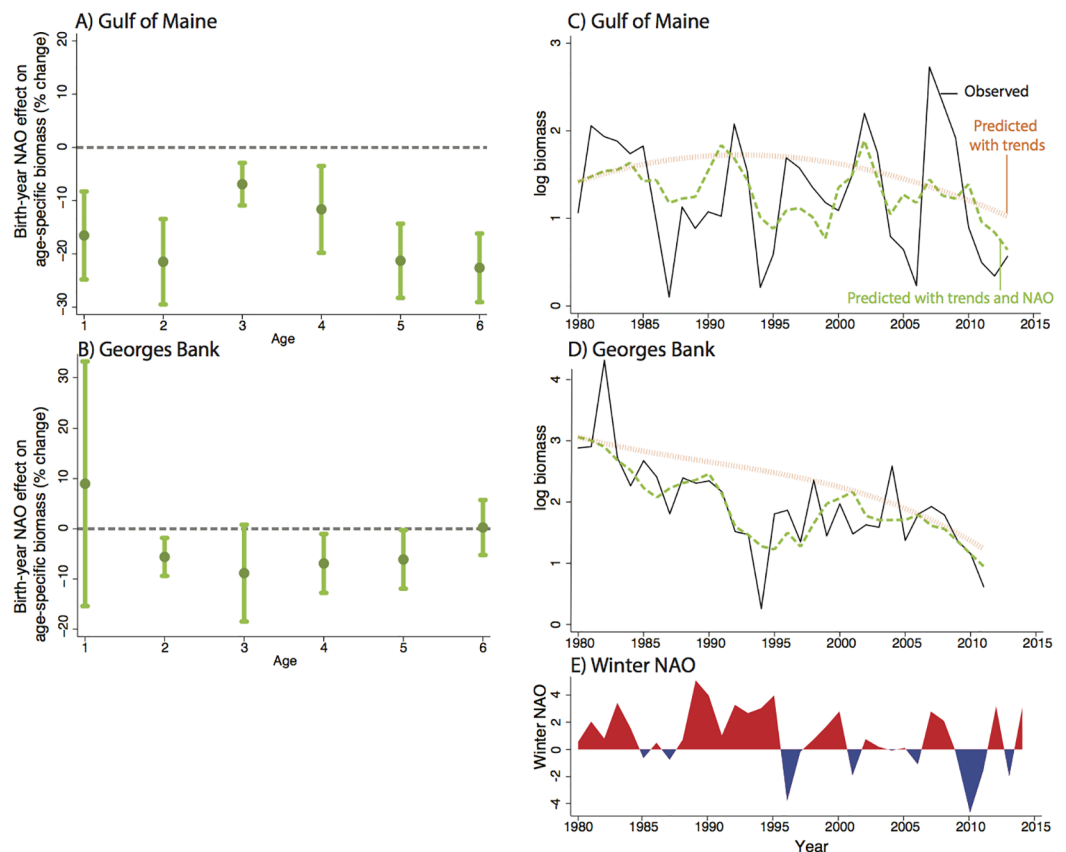 A) Gulf of Maine
Birth-year NAO effect on
age-specific biomass (% change)
20
10
0
−10
−20
−30
1 2 3 4 5 6
Age
B) Georges Bank
Birth-year NAO effect on
age-specific biomass (% change)
30
20
10
0
−10
−20
1 2 3 4 5 6
Age
C) Gulf of Maine
log biomass
3
2
1
0
Observed
Predicted
with trends
Predicted with trends and NAO
1980 1985 1990 1995 2000 2005 2010 2015
D) Georges Bank
log biomass
4
3
2
1
0
1980 1985 1990 1995 2000 2005 2010 2015
E) Winter NAO
Winter NAO
4
2
0
-2
-4
1980 1985 1990 1995 2000 2005 2010 2015
Year